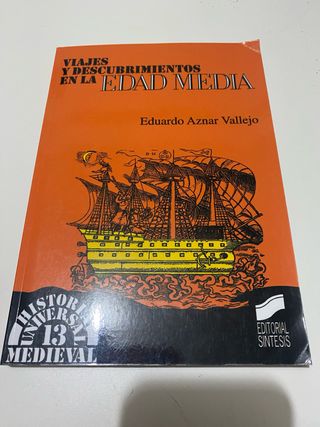 VIAJES
Y DESCUBRIMIENTOS
EN LA EDAD MEDIA
Eduardo Aznar Vallejo
HISTORIA
UNIVERSAL
13
MEDIEVAL
EDITORIAL
SINTESIS